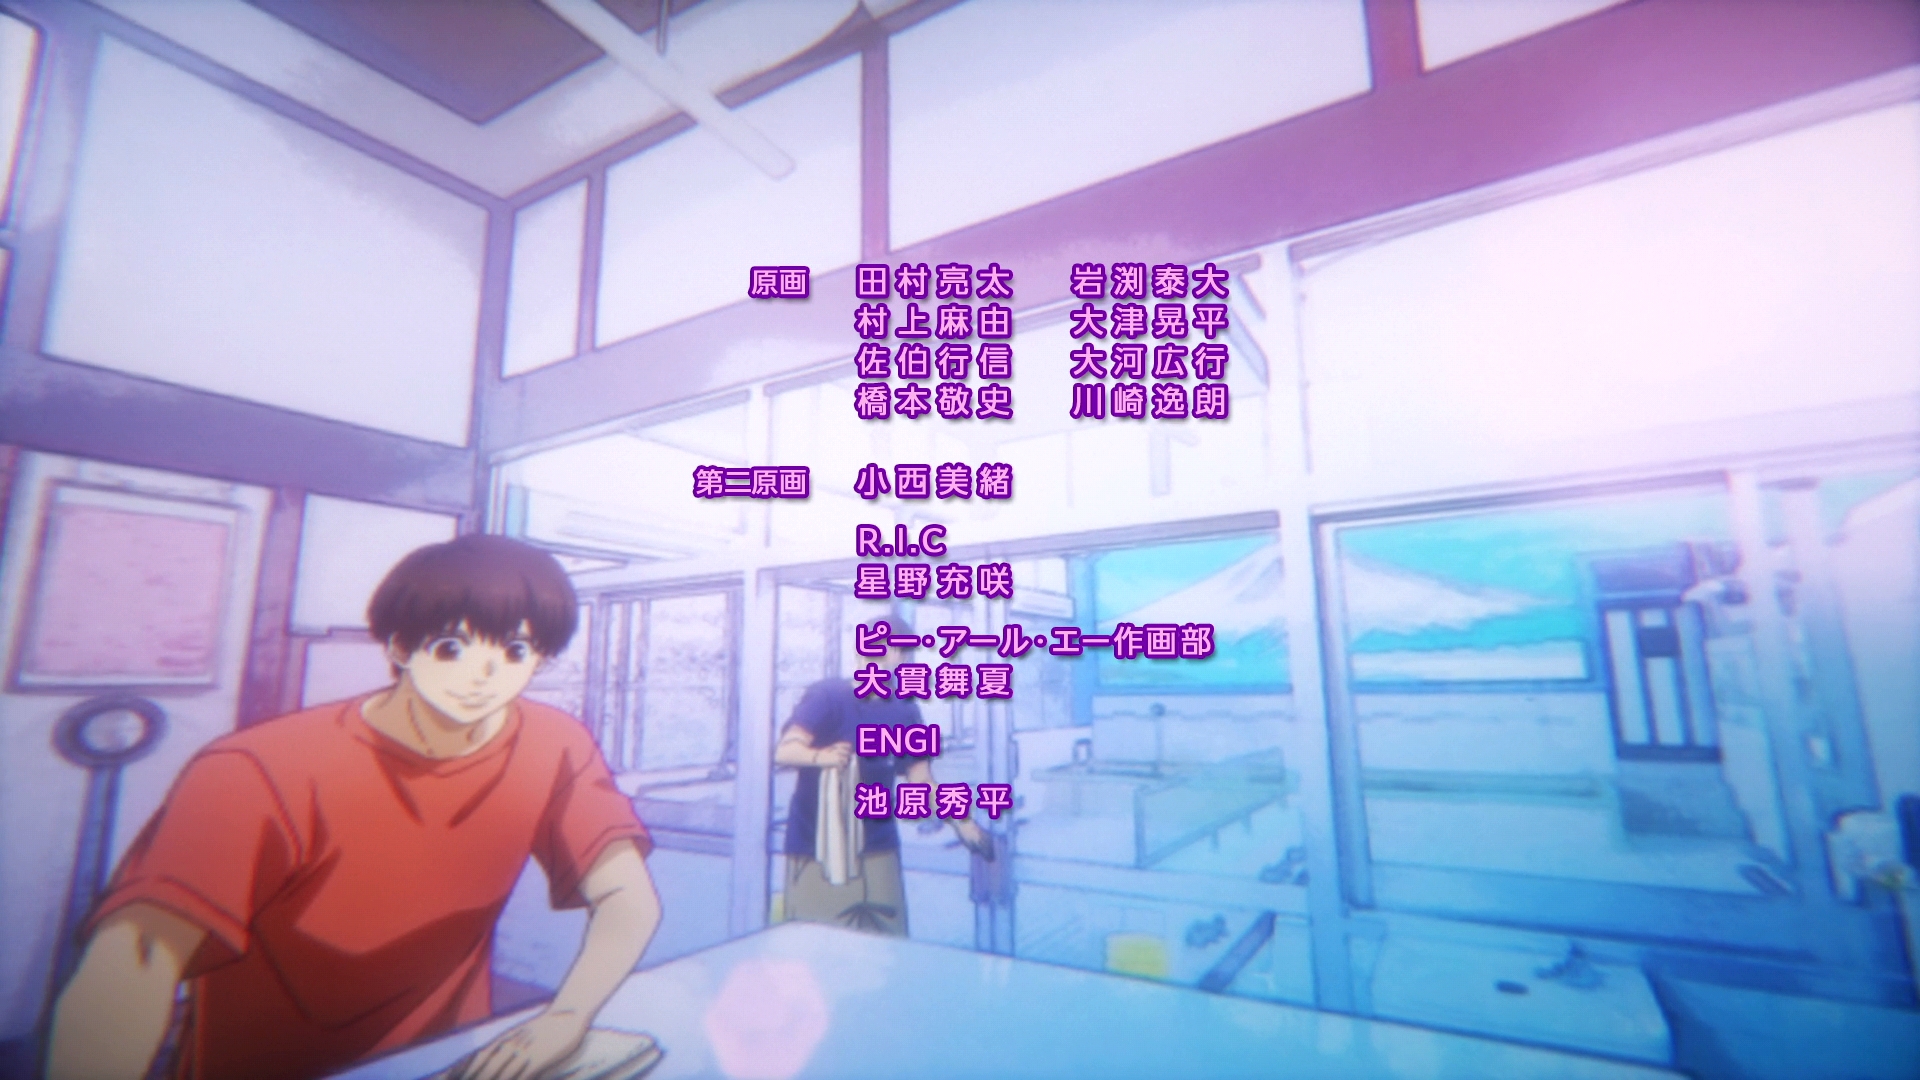 原画 田村亮太 岩渕泰大
村上麻由 大津晃平
佐伯行信 大河広行
橋本敬史 川崎逸朗
第二原画 小西美緒
R.I.C
星野充咲
ピー・アール・エー作画部
大貫舞夏
ENGI
池原秀平